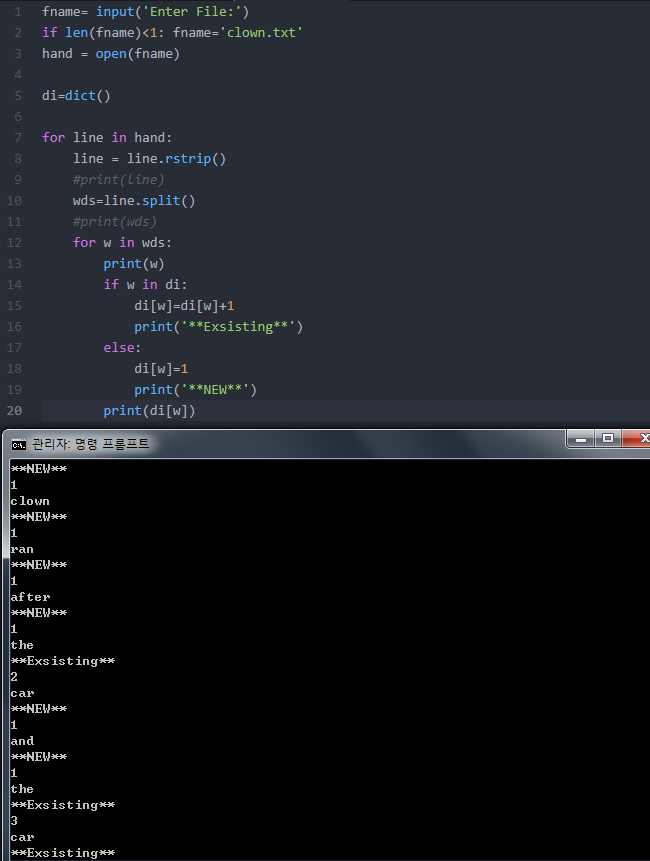 1 fname= input('Enter File:')
2 if len(fname)<1: fname='clown.txt'
3 hand = open(fname)
4
5 di=dict()
6
7 for line in hand:
8     line = line.rstrip()
9     #print(line)
10     wds=line.split()
11     #print(wds)
12     for w in wds:
13         print(w)
14         if w in di:
15             di[w]=di[w]+1
16             print('**Exsisting**')
17         else:
18             di[w]=1
19             print('**NEW**')
20         print(di[w])
C:\. 관리자: 명령 프롬프트
**NEW**
1
clown
**NEW**
1
ran
**NEW**
1
after
**NEW**
1
the
**Exsisting**
2
car
**NEW**
1
and
**NEW**
1
the
**Exsisting**
3
car
**Exsisting**